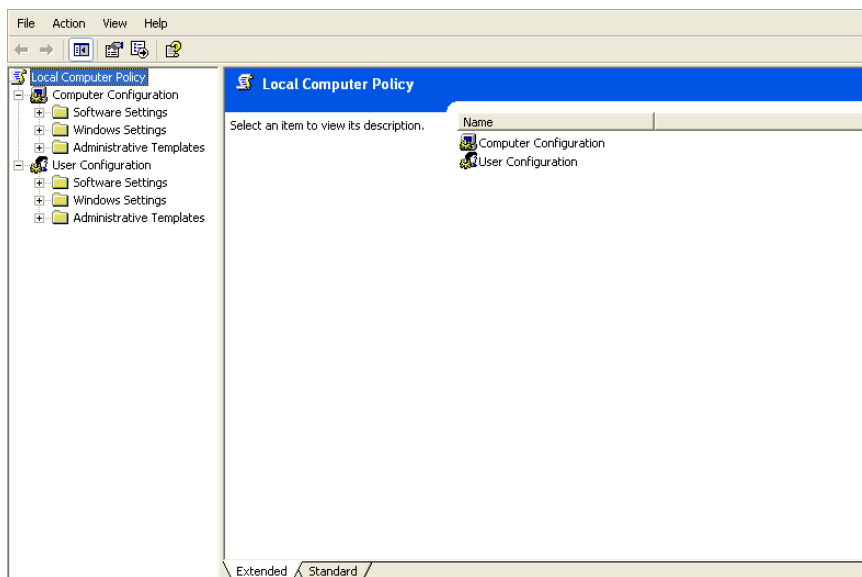 File Action View Help
Local Computer Policy
Computer Configuration
Software Settings
Windows Settings
Administrative Templates
User Configuration
Software Settings
Windows Settings
Administrative Templates
Local Computer Policy
Select an item to view its description.
Name
Computer Configuration
User Configuration
Extended Standard